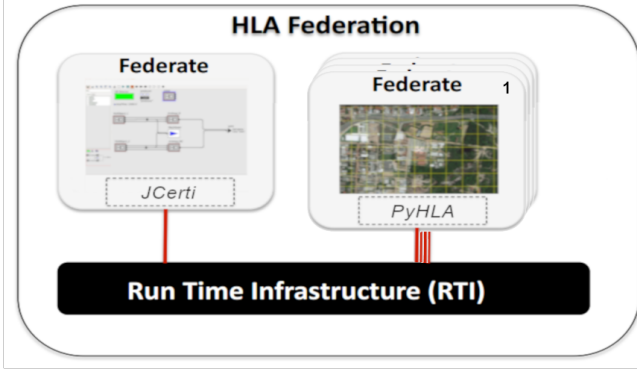 HLA Federation
Federate
Federate 1
JCerti
PyHLA
Run Time Infrastructure (RTI)